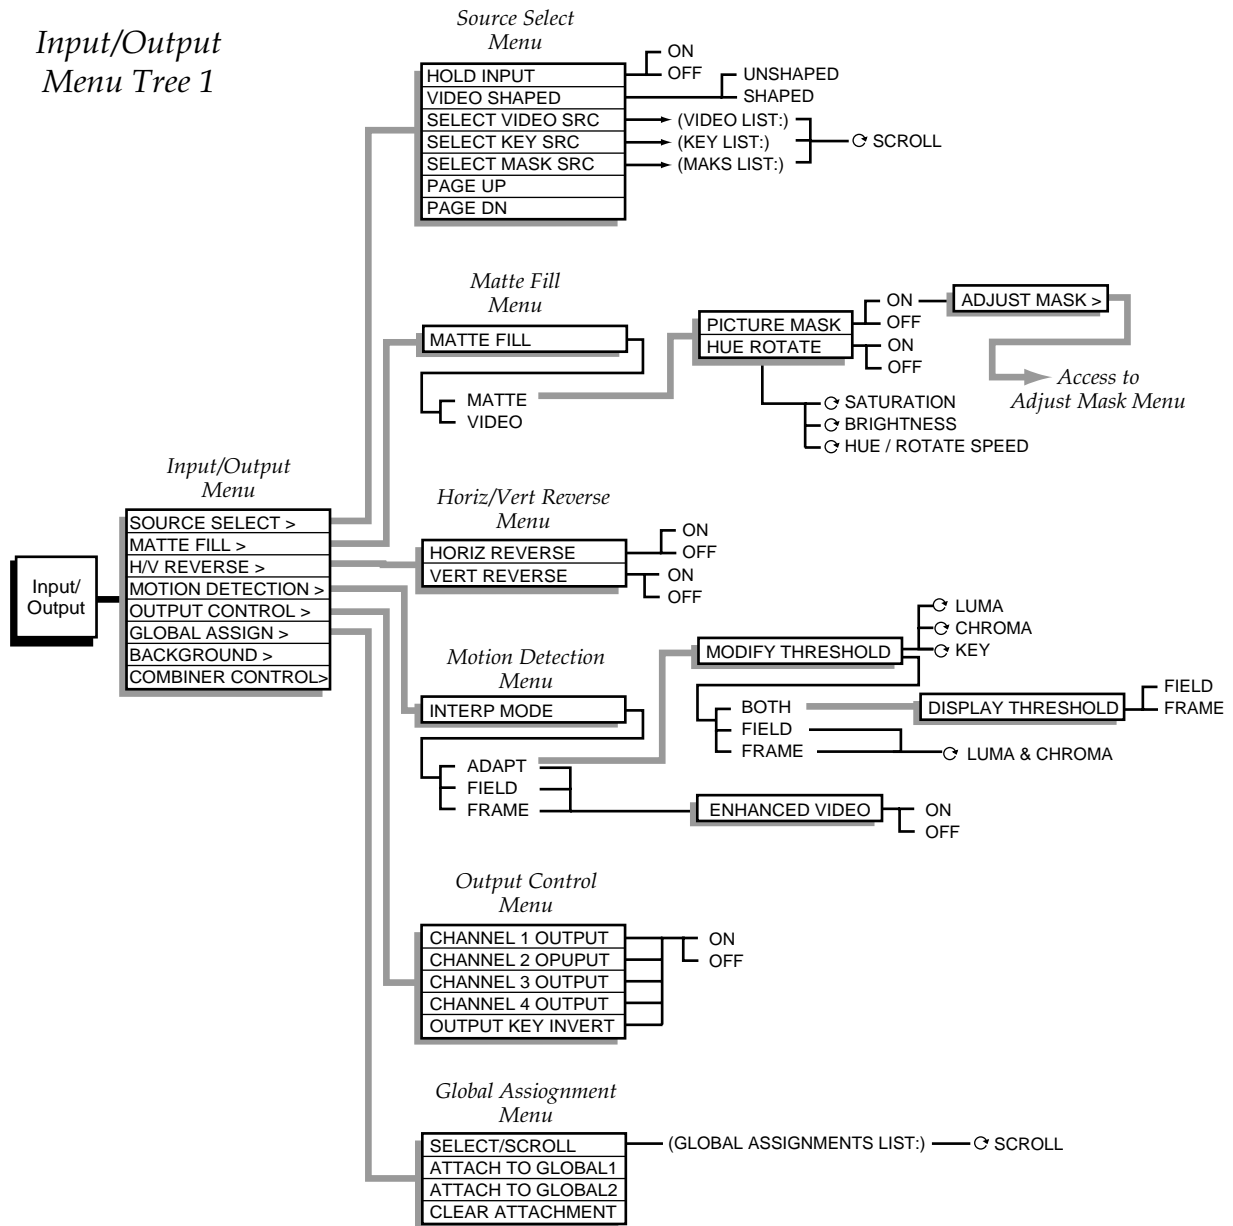 Input/Output
Menu Tree 1
Source Select
Menu
HOLD INPUT
ON
OFF
VIDEO SHAPED
UNSHAPED
SHAPED
SELECT VIDEO SRC
(VIDEO LIST:)
SELECT KEY SRC
(KEY LIST:)
SCROLL
SELECT MASK SRC
(MAKS LIST:)
PAGE UP
PAGE DN
Matte Fill
Menu
MATTE FILL
MATTE
VIDEO
PICTURE MASK
ON
OFF
HUE ROTATE
ON
OFF
ADJUST MASK >
Access to
Adjust Mask Menu
SATURATION
BRIGHTNESS
HUE / ROTATE SPEED
Input/Output
Menu
Input/
Output
SOURCE SELECT >
MATTE FILL >
H/V REVERSE >
MOTION DETECTION >
OUTPUT CONTROL >
GLOBAL ASSIGN >
BACKGROUND >
COMBINER CONTROL>
Horiz/Vert Reverse
Menu
HORIZ REVERSE
ON
OFF
VERT REVERSE
ON
OFF
Motion Detection
Menu
INTERP MODE
ADAPT
FIELD
FRAME
MODIFY THRESHOLD
LUMA
CHROMA
KEY
BOTH
FIELD
FRAME
DISPLAY THRESHOLD
FIELD
FRAME
LUMA & CHROMA
ENHANCED VIDEO
ON
OFF
Output Control
Menu
CHANNEL 1 OUTPUT
ON
OFF
CHANNEL 2 OPUPUT
CHANNEL 3 OUTPUT
CHANNEL 4 OUTPUT
OUTPUT KEY INVERT
Global Assiognment
Menu
SELECT/SCROLL
(GLOBAL ASSIGNMENTS LIST:)
SCROLL
ATTACH TO GLOBAL1
ATTACH TO GLOBAL2
CLEAR ATTACHMENT